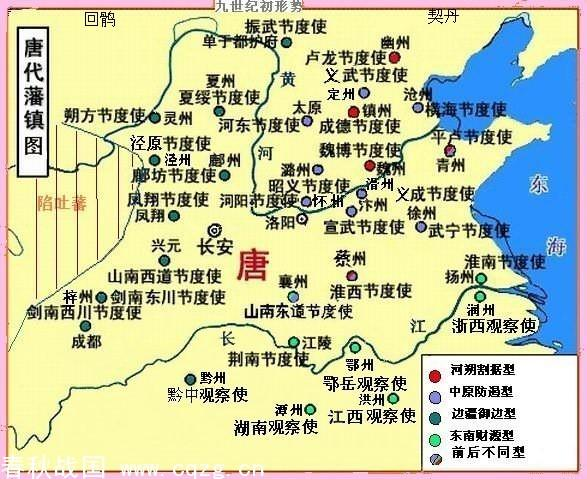 九世纪初形势
回鹘
契丹
唐代藩镇图
振武节度使
单于都护府
幽州
卢龙节度使
义武节度使
夏州
夏绥节度使
黄
河
定州
沧州
太原
镇州
横海节度使
朔方节度使
灵州
河东节度使
成德节度使
平卢节度使
泾原节度使
魏博节度使
泾州
鄜州
潞州
魏州
青州
鄜坊节度使
昭义节度使
滑州
陷吐蕃
凤翔节度使
河阳节度使
怀州
汴州
义成节度使
东
海
凤翔
洛阳
宣武节度使
徐州
武宁节度使
长安
兴元
唐
蔡州
淮南节度使
山南西道节度使
襄州
淮西节度使
扬州
梓州
剑南东川节度使
山南东道节度使
润州
剑南西川节度使
浙西观察使
成都
长
江
江陵
荆南节度使
鄂州
鄂岳观察使
黔州
黔中观察使
潭州
湖南观察使
洪州
江西观察使
河朔割据型
中原防遏型
边疆御边型
东南财源型
前后不同型
春秋战国 www.cqzg.cn